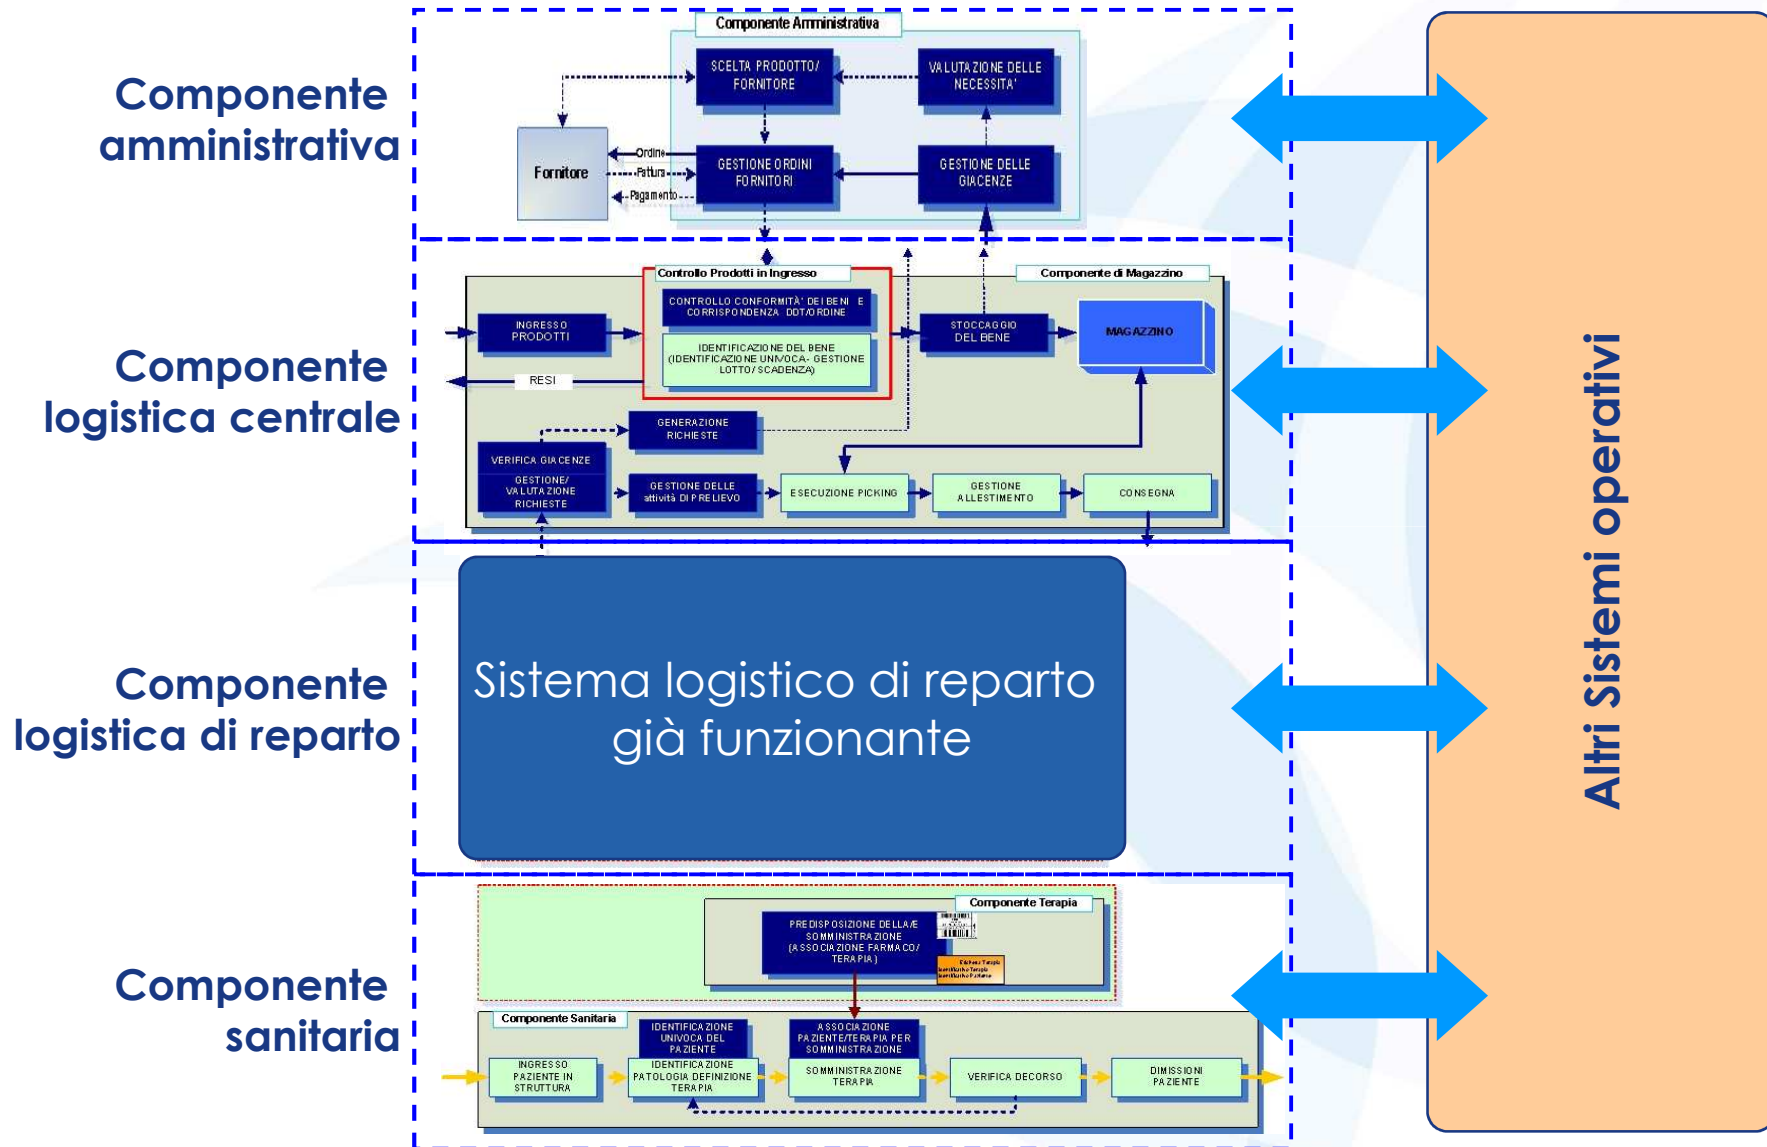 Componente Amministrativa
SCELTA PRODOTTO/
FORNITORE
VALUTAZIONE DELLE
NECESSITA'
Componente
amministrativa
Fornitore
Ordine
Fattura
Pagamento
GESTIONE ORDINI
FORNITORI
GESTIONE DELLE
GIACENZE
Controllo Prodotti in Ingresso
Componente di Magazzino
CONTROLLO CONFORMITÀ' DEI BENI E
CORRISPONDENZA DDT/ORDINE
INGRESSO
PRODOTTI
STOCCAGGIO
DEL BENE
MAGAZZINO
IDENTIFICAZIONE DEL BENE
(IDENTIFICAZIONE UNIVOCA- GESTIONE
LOTTO/ SCADENZA)
RESI
Componente
logistica centrale
GENERAZIONE
RICHIESTE
VERIFICA GIACENZE
GESTIONE/
VALUTAZIONE
RICHIESTE
GESTIONE DELLE
attività DI PRELIEVO
ESECUZIONE PICKING
GESTIONE
ALLESTIMENTO
CONSEGNA
Componente
logistica di reparto
Sistema logistico di reparto
già funzionante
Altri Sistemi operativi
Componente
sanitaria
Componente Terapia
PREDISPOSIZIONE DELLA/E
SOMMINISTRAZIONE
(ASSOCIAZIONE FARMACO/
TERAPIA)
Terapia
Identificativo Terapia
Identificativo Paziente
Componente Sanitaria
IDENTIFICAZIONE
UNIVOCA DEL
PAZIENTE
ASSOCIAZIONE
PAZIENTE/TERAPIA PER
SOMMINISTRAZIONE
INGRESSO
PAZIENTE IN
STRUTTURA
IDENTIFICAZIONE
PATOLOGIA DEFINIZIONE
TERAPIA
SOMMINISTRAZIONE
TERAPIA
VERIFICA DECORSO
DIMISSIONI
PAZIENTE